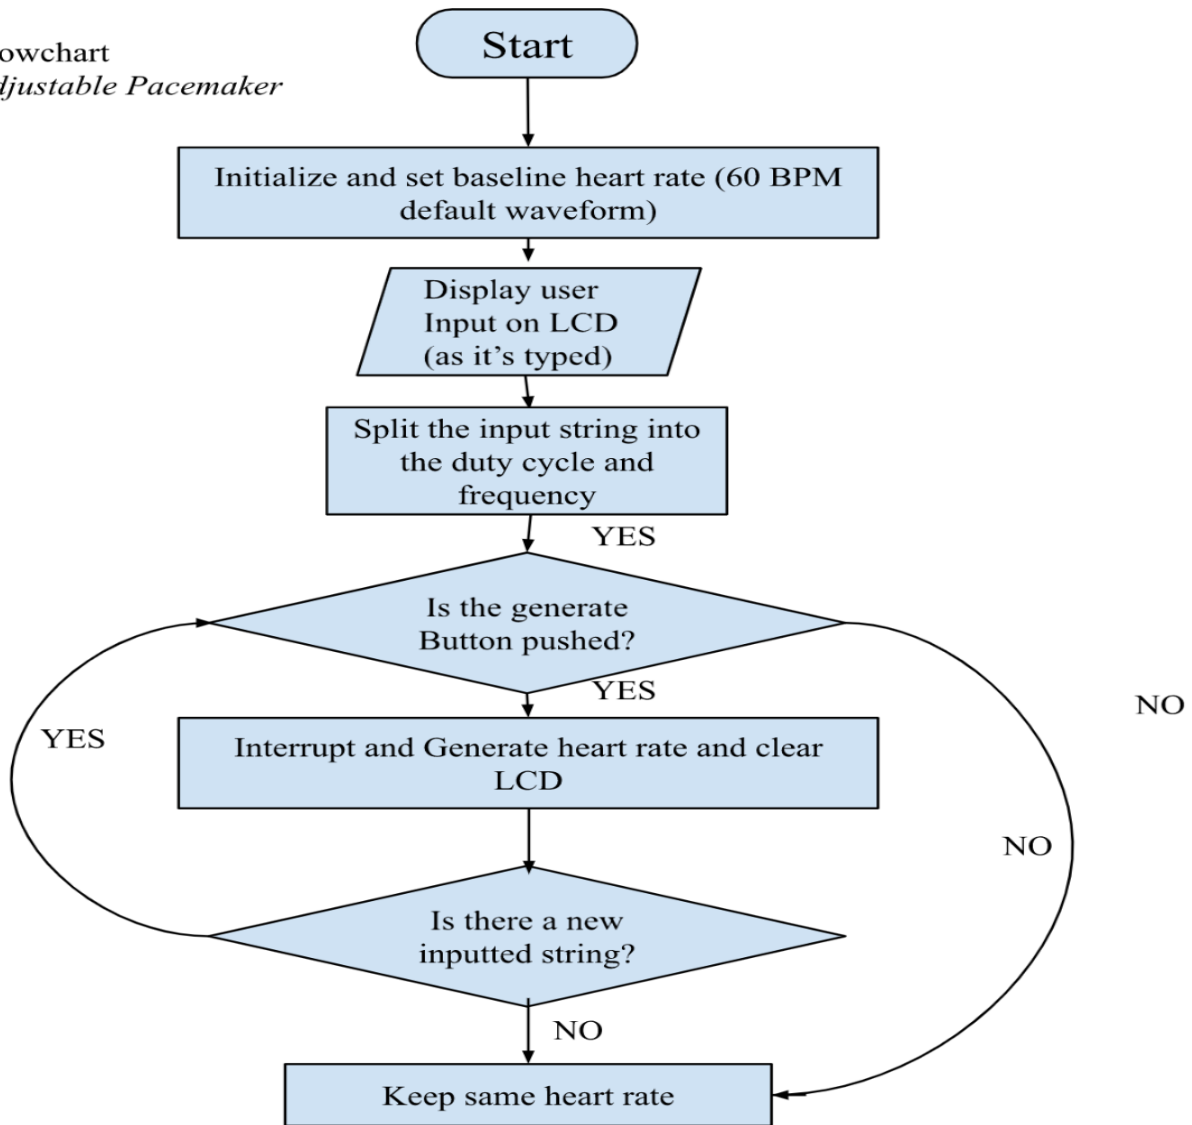 owchart
djustable Pacemaker
Start
Initialize and set baseline heart rate (60 BPM
default waveform)
Display user
Input on LCD
(as it’s typed)
Split the input string into
the duty cycle and
frequency
YES
Is the generate
Button pushed?
YES
NO
YES
Interrupt and Generate heart rate and clear
LCD
NO
Is there a new
inputted string?
NO
Keep same heart rate